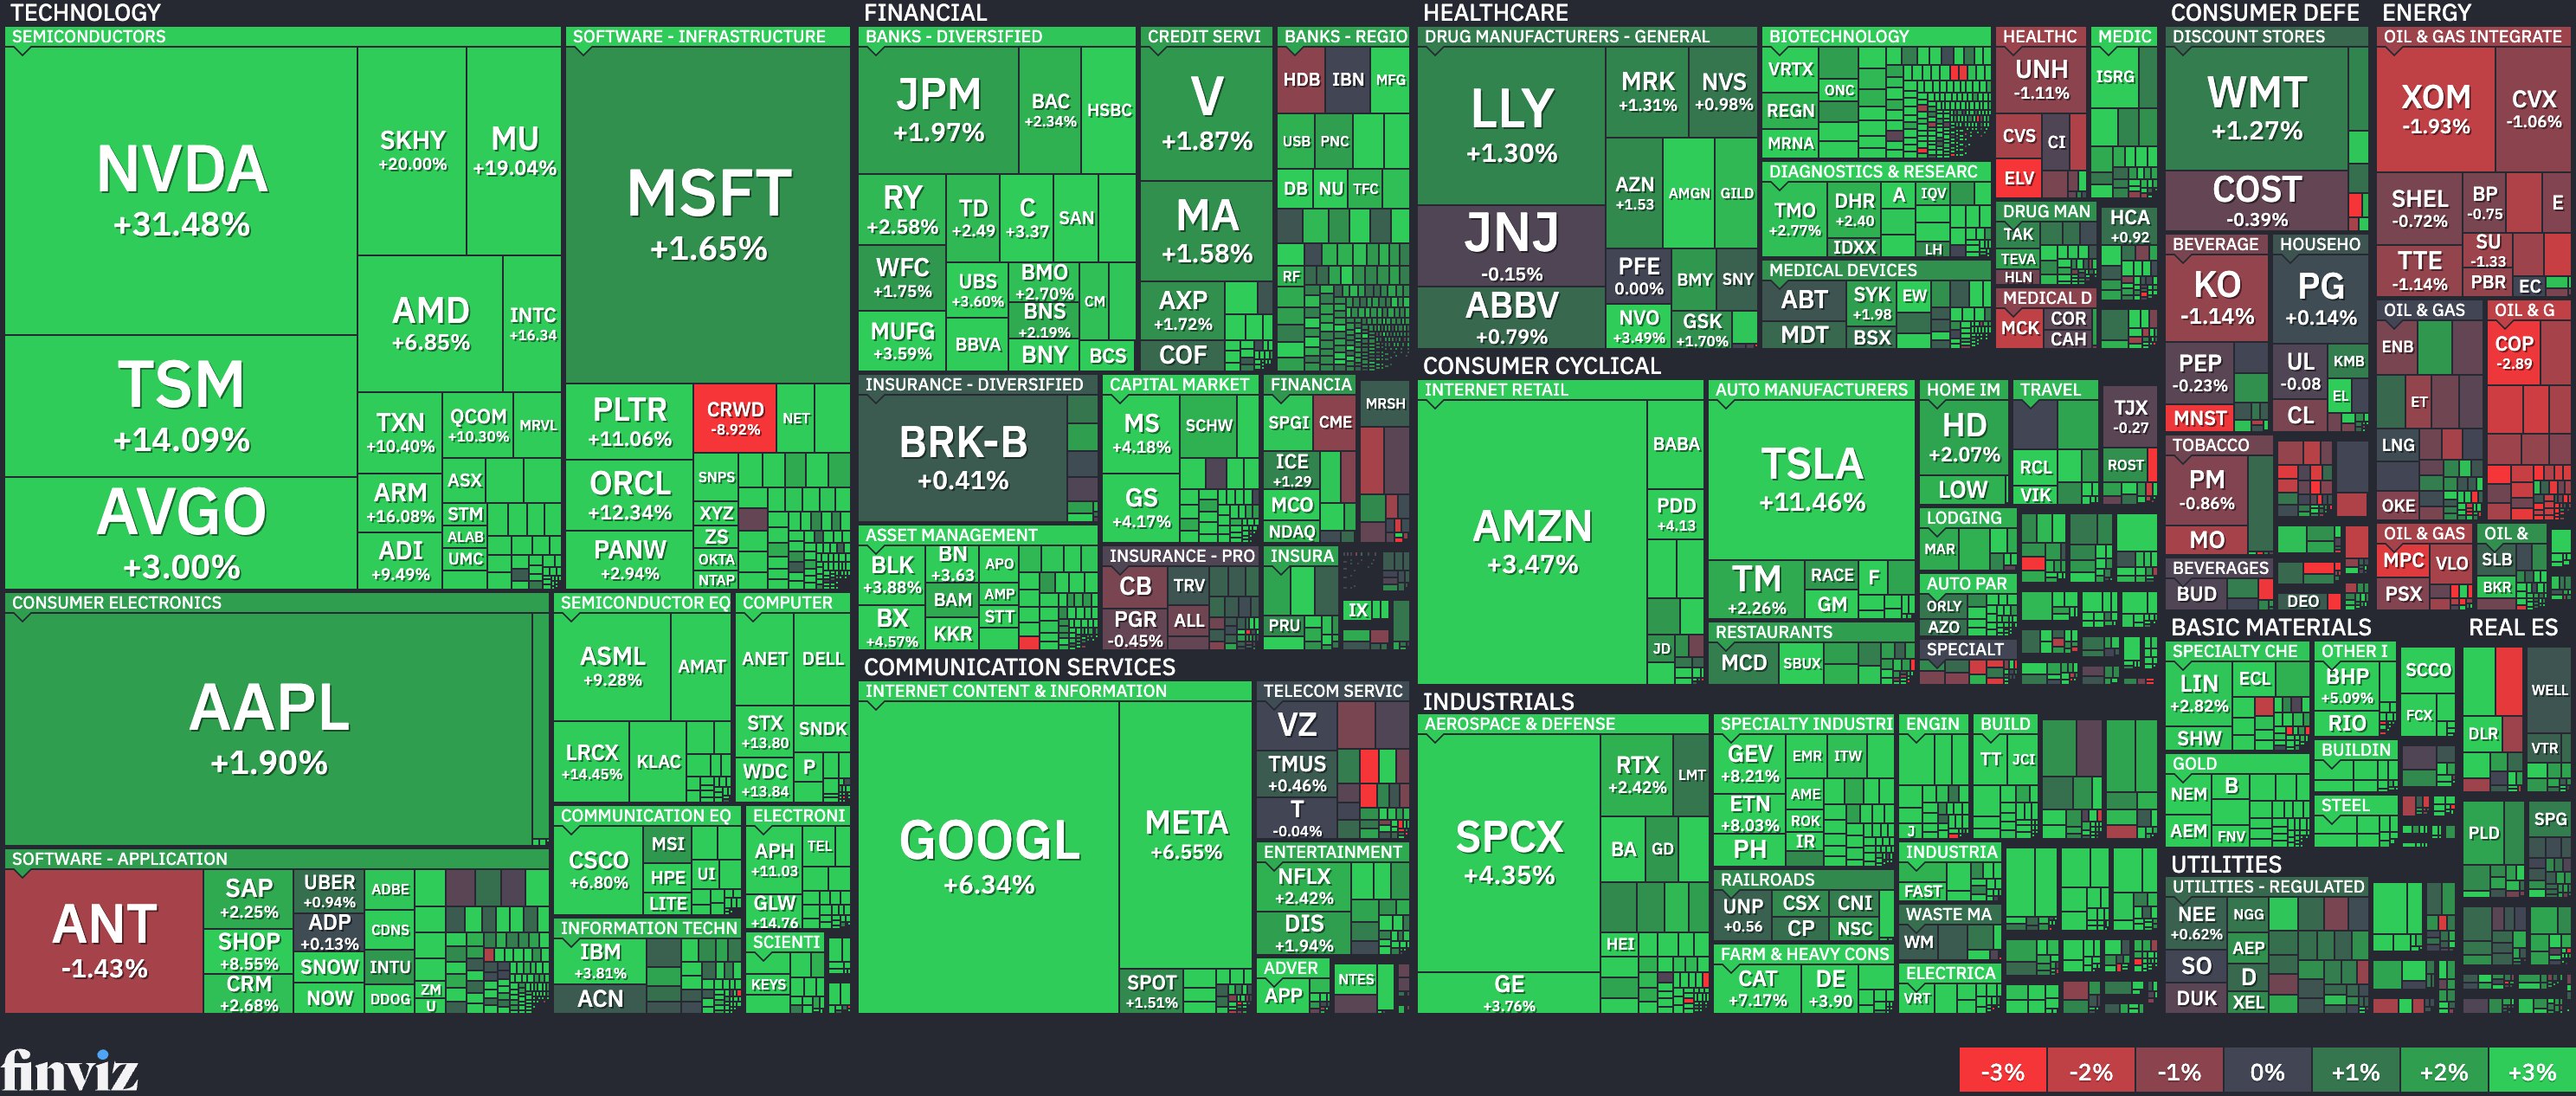 TECHNOLOGY
SEMICONDUCTORS
NVDA
+31.48%
TSM
+14.09%
AVGO
+3.00%
SKHY
+20.00%
MU
+19.04%
AMD
+6.85%
INTC
+16.34
TXN
+10.40%
QCOM
+10.30%
MRVL
ARM
+16.08%
ASX
STM
ALAB
UMC
ADI
+9.49%
SOFTWARE - INFRASTRUCTURE
MSFT
+1.65%
PLTR
+11.06%
CRWD
-8.92%
NET
ORCL
+12.34%
SNPS
XYZ
PANW
+2.94%
ZS
OKTA
NTAP
CONSUMER ELECTRONICS
AAPL
+1.90%
SOFTWARE - APPLICATION
ANT
-1.43%
SAP
+2.25%
SHOP
+8.55%
CRM
+2.68%
UBER
+0.94%
ADP
+0.13%
SNOW
NOW
ADBE
CDNS
INTU
DDOG
ZM
U
SEMICONDUCTOR EQ
ASML
+9.28%
AMAT
LRCX
+14.45%
KLAC
COMPUTER
ANET
DELL
STX
+13.80
SNDK
WDC
+13.84
P
COMMUNICATION EQ
CSCO
+6.80%
MSI
HPE
UI
LITE
ELECTRONI
APH
+11.03
TEL
GLW
+14.76
INFORMATION TECHN
IBM
+3.81%
ACN
SCIENTI
KEYS
FINANCIAL
BANKS - DIVERSIFIED
JPM
+1.97%
BAC
+2.34%
HSBC
RY
+2.58%
TD
+2.49
C
+3.37
SAN
WFC
+1.75%
UBS
+3.60%
BMO
+2.70%
BNS
+2.19%
CM
MUFG
+3.59%
BBVA
BNY
BCS
CREDIT SERVI
V
+1.87%
MA
+1.58%
AXP
+1.72%
COF
BANKS - REGIO
HDB
IBN
MFG
USB
PNC
DB
NU
TFC
RF
INSURANCE - DIVERSIFIED
BRK-B
+0.41%
CAPITAL MARKET
MS
+4.18%
SCHW
GS
+4.17%
FINANCIA
SPGI
CME
ICE
+1.29
MCO
NDAQ
MRSH
ASSET MANAGEMENT
BLK
+3.88%
BN
+3.63
APO
BAM
AMP
BX
+4.57%
KKR
STT
INSURANCE - PRO
CB
TRV
PGR
-0.45%
ALL
INSURA
PRU
IX
COMMUNICATION SERVICES
INTERNET CONTENT & INFORMATION
GOOGL
+6.34%
META
+6.55%
SPOT
+1.51%
TELECOM SERVIC
VZ
TMUS
+0.46%
T
-0.04%
ENTERTAINMENT
NFLX
+2.42%
DIS
+1.94%
ADVER
APP
NTES
HEALTHCARE
DRUG MANUFACTURERS - GENERAL
LLY
+1.30%
JNJ
-0.15%
ABBV
+0.79%
MRK
+1.31%
NVS
+0.98%
AZN
+1.53
AMGN
GILD
PFE
0.00%
BMY
SNY
NVO
+3.49%
GSK
+1.70%
BIOTECHNOLOGY
VRTX
ONC
REGN
MRNA
DIAGNOSTICS & RESEARC
TMO
+2.77%
DHR
+2.40
A
IQV
IDXX
LH
MEDICAL DEVICES
ABT
SYK
+1.98
EW
MDT
BSX
HEALTHC
UNH
-1.11%
CVS
CI
ELV
MEDIC
ISRG
DRUG MAN
TAK
TEVA
HLN
HCA
+0.92
MEDICAL D
MCK
COR
CAH
CONSUMER CYCLICAL
INTERNET RETAIL
AMZN
+3.47%
BABA
PDD
+4.13
JD
AUTO MANUFACTURERS
TSLA
+11.46%
TM
+2.26%
RACE
F
GM
RESTAURANTS
MCD
SBUX
HOME IM
HD
+2.07%
LOW
TRAVEL
RCL
VIK
TJX
-0.27
ROST
LODGING
MAR
AUTO PAR
ORLY
AZO
SPECIALT
INDUSTRIALS
AEROSPACE & DEFENSE
SPCX
+4.35%
GE
+3.76%
RTX
+2.42%
LMT
BA
GD
HEI
SPECIALTY INDUSTRI
GEV
+8.21%
EMR
ITW
ETN
+8.03%
AME
ROK
PH
IR
RAILROADS
UNP
+0.56
CSX
CNI
CP
NSC
FARM & HEAVY CONS
CAT
+7.17%
DE
+3.90
ENGIN
J
BUILD
TT
JCI
INDUSTRIA
FAST
WASTE MA
WM
ELECTRICA
VRT
CONSUMER DEFE
DISCOUNT STORES
WMT
+1.27%
COST
-0.39%
BEVERAGE
KO
-1.14%
PEP
-0.23%
MNST
HOUSEHO
PG
+0.14%
UL
-0.08
KMB
EL
CL
TOBACCO
PM
-0.86%
MO
BEVERAGES
BUD
DEO
ENERGY
OIL & GAS INTEGRATE
XOM
-1.93%
CVX
-1.06%
SHEL
-0.72%
BP
-0.75
E
TTE
-1.14%
SU
-1.33
PBR
EC
OIL & GAS
ENB
ET
LNG
OKE
OIL & G
COP
-2.89
OIL & GAS
MPC
VLO
PSX
OIL &
SLB
BKR
BASIC MATERIALS
SPECIALTY CHE
LIN
+2.82%
ECL
SHW
OTHER I
BHP
+5.09%
RIO
SCCO
FCX
GOLD
NEM
B
AEM
FNV
BUILDIN
STEEL
REAL ES
WELL
DLR
VTR
PLD
SPG
UTILITIES
UTILITIES - REGULATED
NEE
+0.62%
NGG
AEP
SO
D
DUK
XEL
finviz
-3%
-2%
-1%
0%
+1%
+2%
+3%